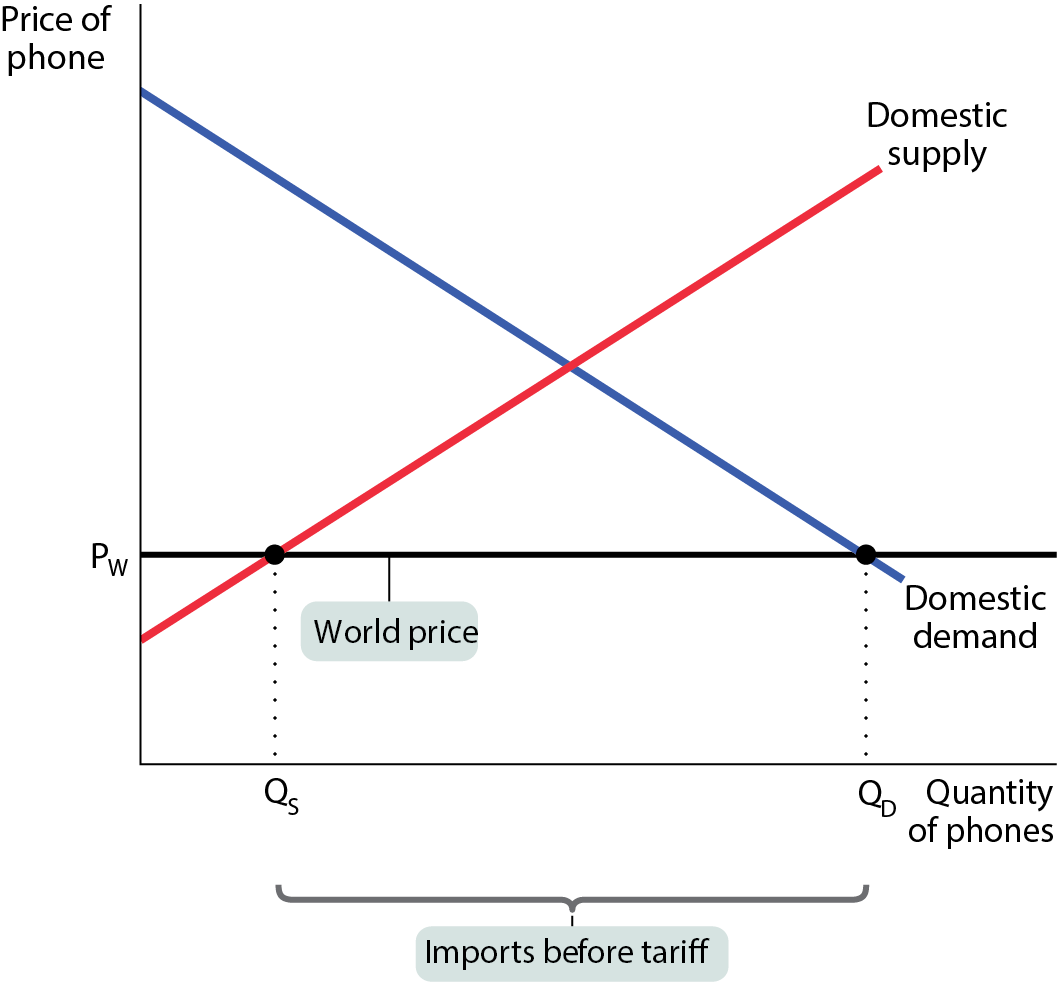 Price of
phone
Domestic
supply
PW
World price
Domestic
demand
QS
QD
Quantity
of phones
Imports before tariff